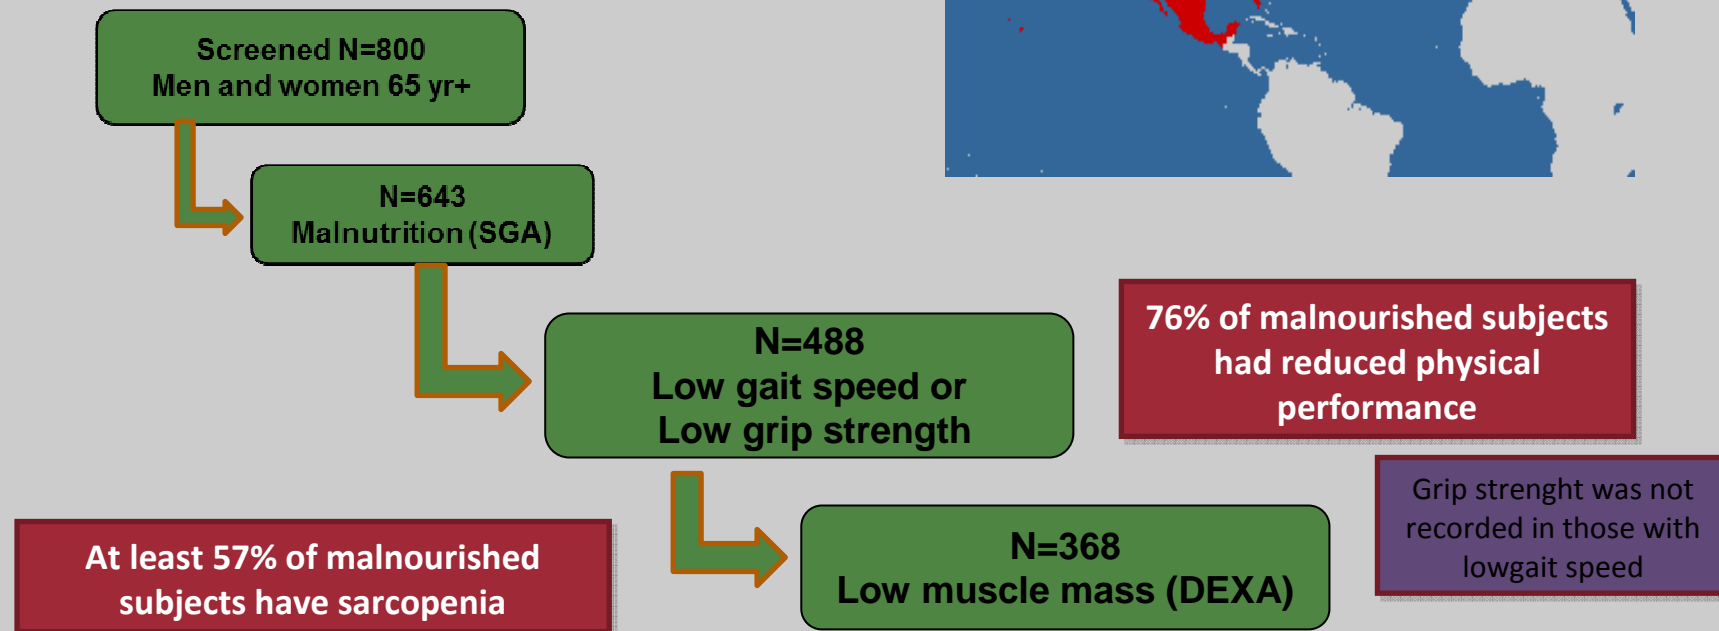 Screened N=800
Men and women 65 yr+
N=643
Malnutrition (SGA)
N=488
Low gait speed or
Low grip strength
76% of malnourished subjects
had reduced physical
performance
Grip strenght was not
recorded in those with
lowgait speed
N=368
Low muscle mass (DEXA)
At least 57% of malnourished
subjects have sarcopenia